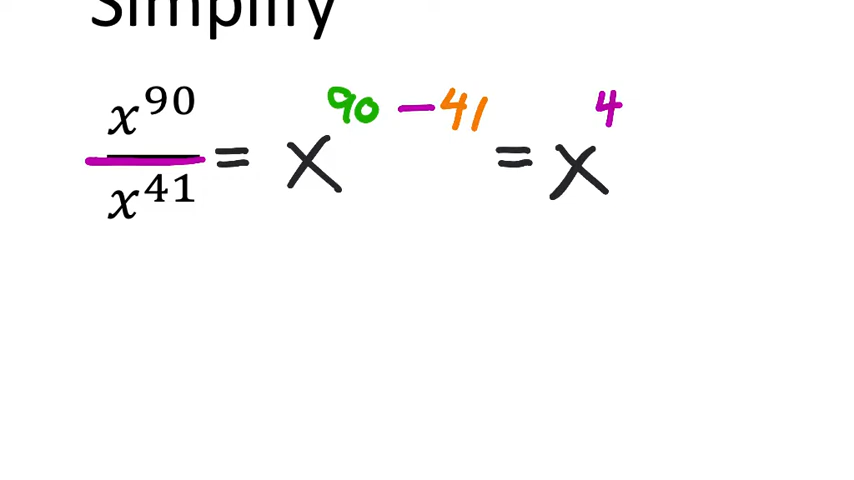 Simplify
x^90 / x^41 = x^90 - 41 = x^4